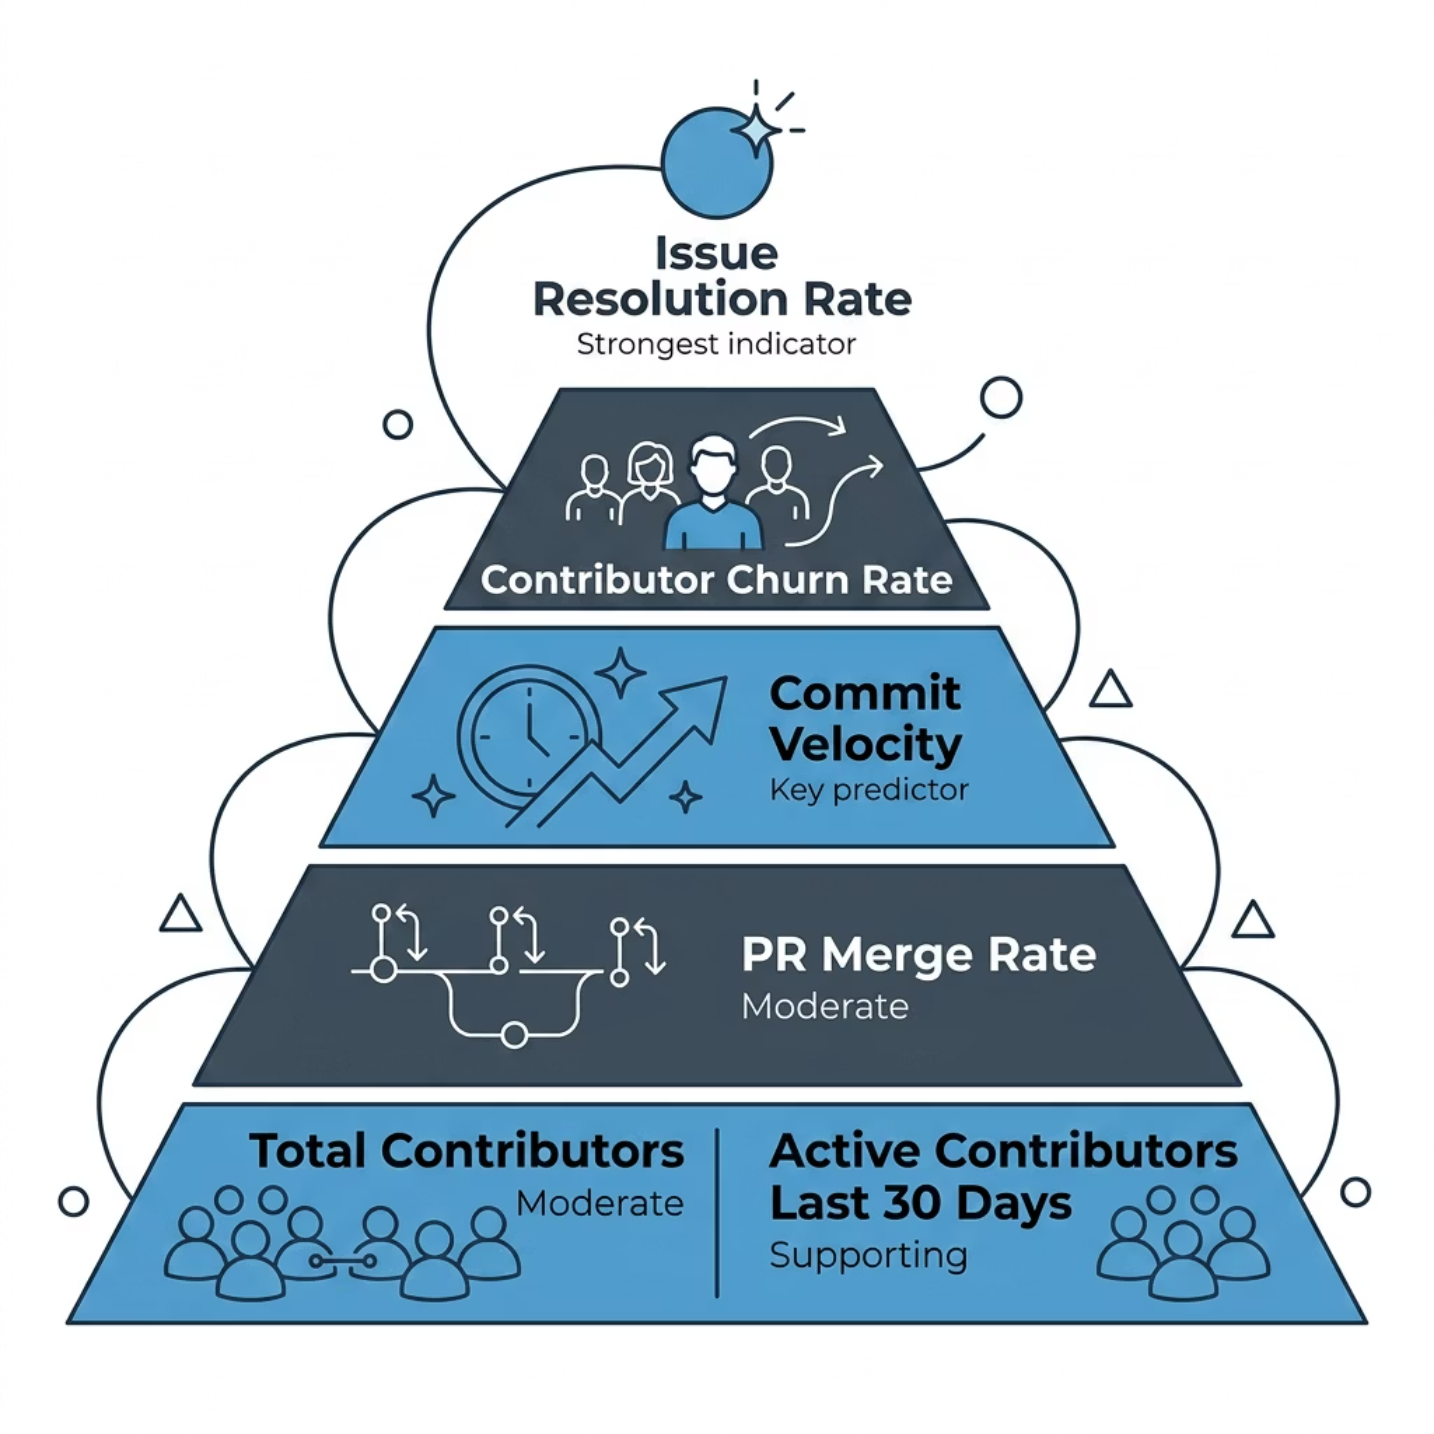 Issue
Resolution Rate
Strongest indicator
Contributor Churn Rate
Commit
Velocity
Key predictor
PR Merge Rate
Moderate
Total Contributors
Moderate
Active Contributors
Last 30 Days
Supporting